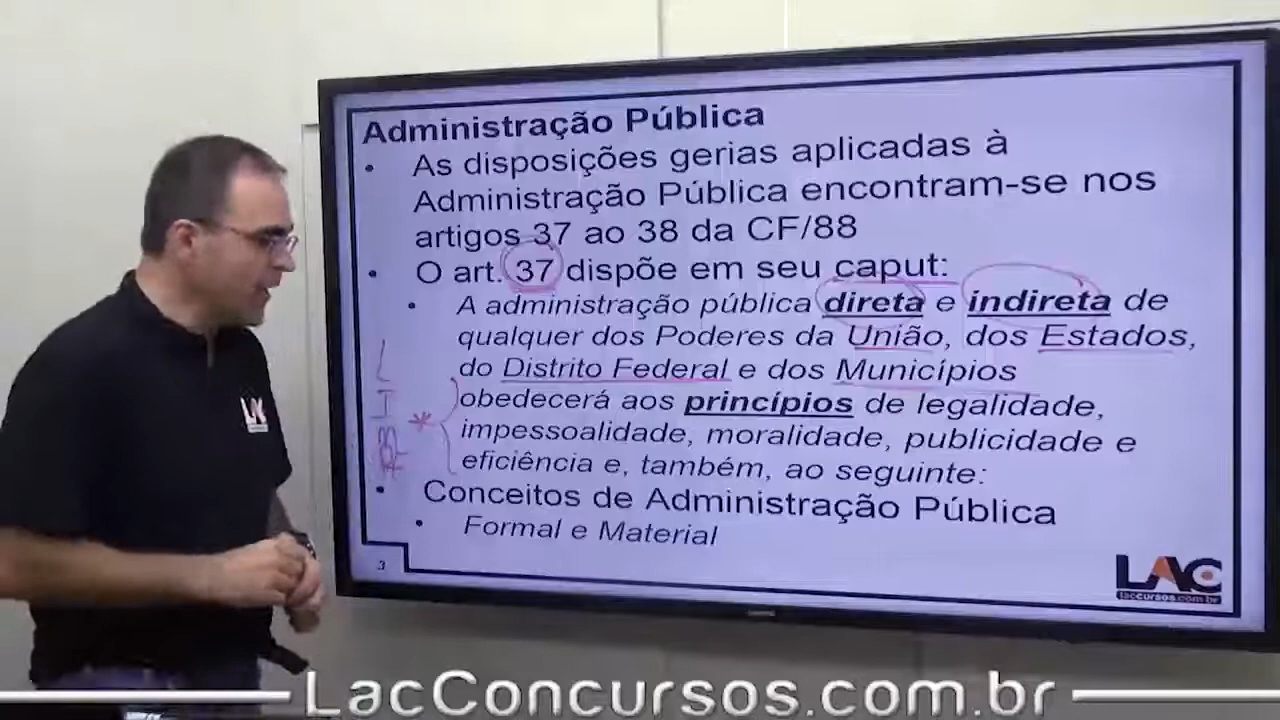 Administração Pública
• As disposições gerias aplicadas à
Administração Pública encontram-se nos
artigos 37 ao 38 da CF/88
• O art. 37 dispõe em seu caput:
• A administração pública direta e indireta de
qualquer dos Poderes da União, dos Estados,
do Distrito Federal e dos Municípios
obedecerá aos princípios de legalidade,
impessoalidade, moralidade, publicidade e
eficiência e, também, ao seguinte:
• Conceitos de Administração Pública
• Formal e Material
L
I
*
3
LAC
laccursos.com.br
LAC
LacConcursos.com.br